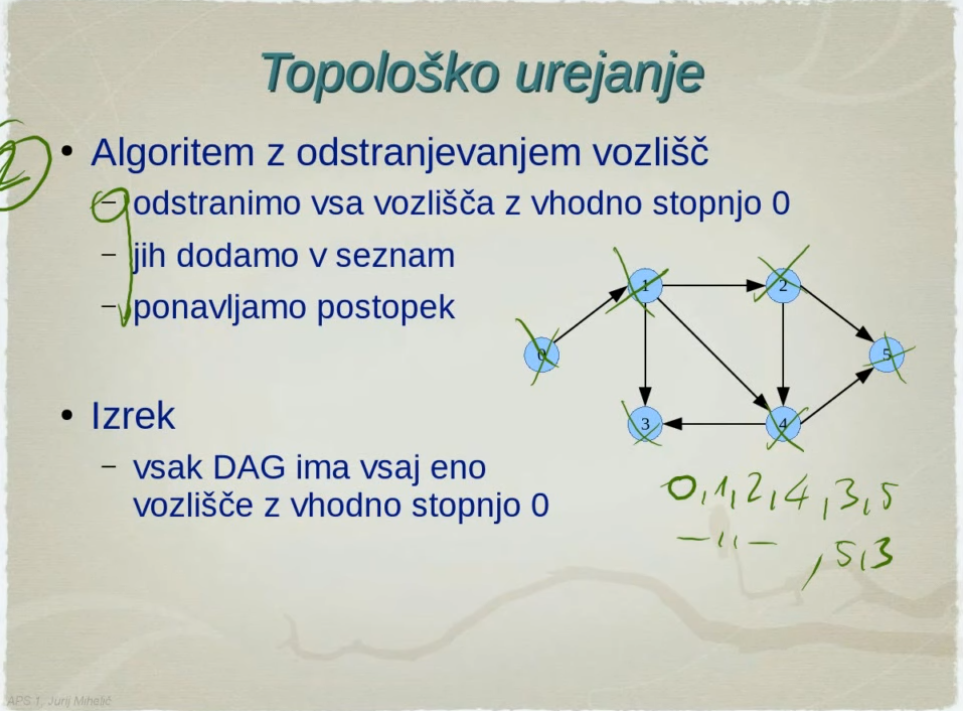 Topološko urejanje
2
• Algoritem z odstranjevanjem vozlišč
– odstranimo vsa vozlišča z vhodno stopnjo 0
– jih dodamo v seznam
– ponavljamo postopek
1
2
0
5
3
4
• Izrek
– vsak DAG ima vsaj eno
vozlišče z vhodno stopnjo 0
0,1,2,4,3,5
—,,— ,5,3
APS 1, Jurij Mihelič